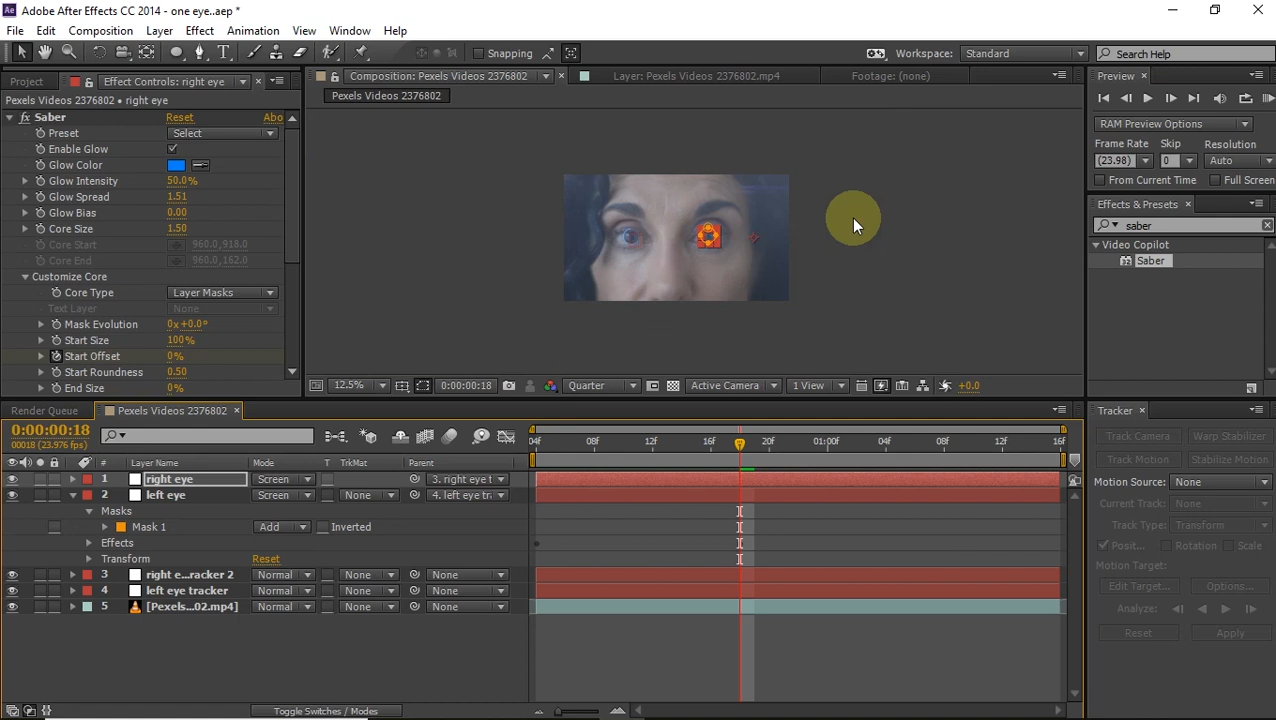 Ae Adobe After Effects CC 2014 - one eye..aep *
File Edit Composition Layer Effect Animation View Window Help
T Snapping Workspace: Standard Search Help
Project Effect Controls: right eye Composition: Pexels Videos 2376802 Layer: Pexels Videos 2376802.mp4 Footage: (none) Preview
Pexels Videos 2376802 • right eye Pexels Videos 2376802
fx Saber Reset Abo
Preset Select
Enable Glow
Glow Color
Glow Intensity 50.0%
Glow Spread 1.51
Glow Bias 0.00
Core Size 1.50
Core Start 960.0,918.0
Core End 960.0,162.0
Customize Core
Core Type Layer Masks
Text Layer None
Mask Evolution 0x+0.0°
Start Size 100%
Start Offset 0%
Start Roundness 0.50
End Size 0%
RAM Preview Options
Frame Rate Skip Resolution
(23.98) 0 Auto
From Current Time Full Screen
Effects & Presets
saber
Video Copilot
Saber
12.5% 0:00:00:18 Quarter Active Camera 1 View +0.0
Render Queue Pexels Videos 2376802
0:00:00:18
00018 (23.976 fps)
04f 08f 12f 16f 20f 01:00f 04f 08f 12f 16f
# Layer Name Mode T TrkMat Parent
1 right eye Screen 3. right eye t
2 left eye Screen None 4. left eye tra
Masks
Mask 1 Add Inverted
Effects
Transform Reset
3 right e...racker 2 Normal None None
4 left eye tracker Normal None None
5 [Pexels...02.mp4] Normal None None
Toggle Switches / Modes
Tracker
Track Camera Warp Stabilizer
Track Motion Stabilize Motion
Motion Source: None
Current Track: None
Track Type: Transform
Posit... Rotation Scale
Motion Target:
Edit Target... Options...
Analyze:
Reset Apply